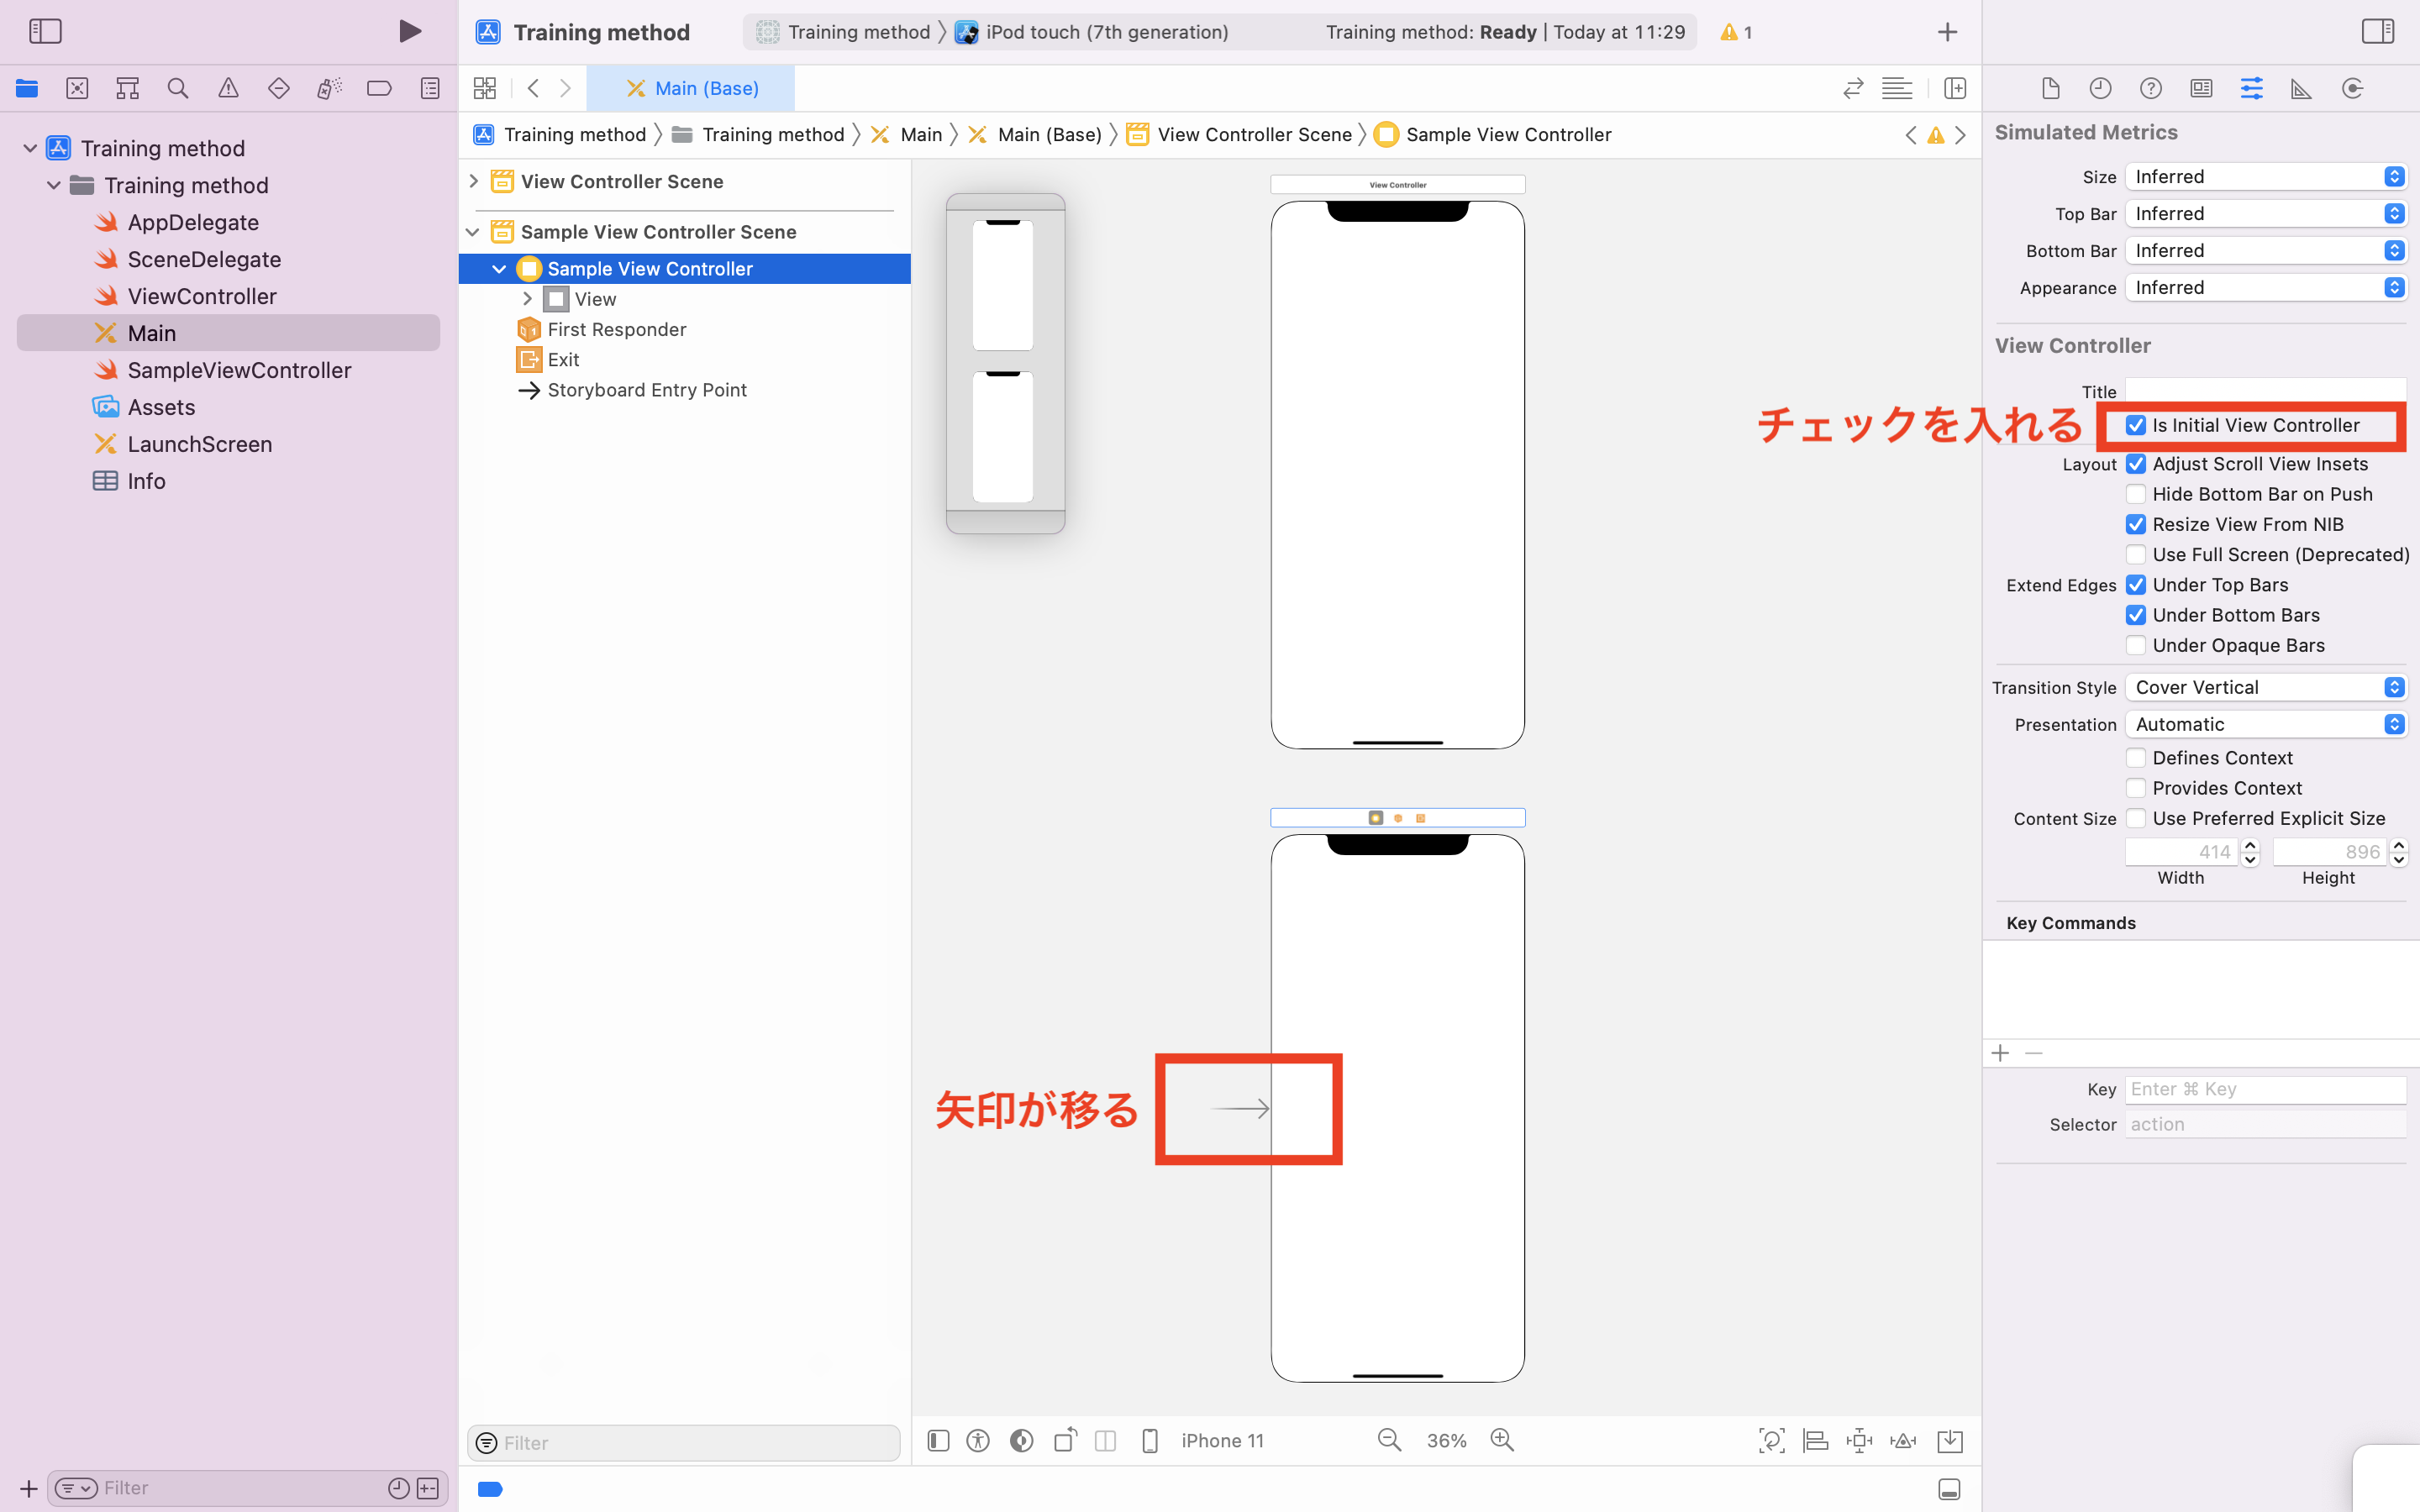 Training method
Training method
iPod touch (7th generation)
Training method: Ready | Today at 11:29
1
Main (Base)
Training method
Training method
Main
Main (Base)
View Controller Scene
Sample View Controller
Training method
Training method
AppDelegate
SceneDelegate
ViewController
Main
SampleViewController
Assets
LaunchScreen
Info
Filter
View Controller Scene
Sample View Controller Scene
Sample View Controller
View
First Responder
Exit
Storyboard Entry Point
Filter
View Controller
矢印が移る
チェックを入れる
iPhone 11
36%
Simulated Metrics
Size Inferred
Top Bar Inferred
Bottom Bar Inferred
Appearance Inferred
View Controller
Title
Is Initial View Controller
Layout Adjust Scroll View Insets
Hide Bottom Bar on Push
Resize View From NIB
Use Full Screen (Deprecated)
Extend Edges Under Top Bars
Under Bottom Bars
Under Opaque Bars
Transition Style Cover Vertical
Presentation Automatic
Defines Context
Provides Context
Content Size Use Preferred Explicit Size
414 896
Width Height
Key Commands
Key Enter ⌘ Key
Selector action